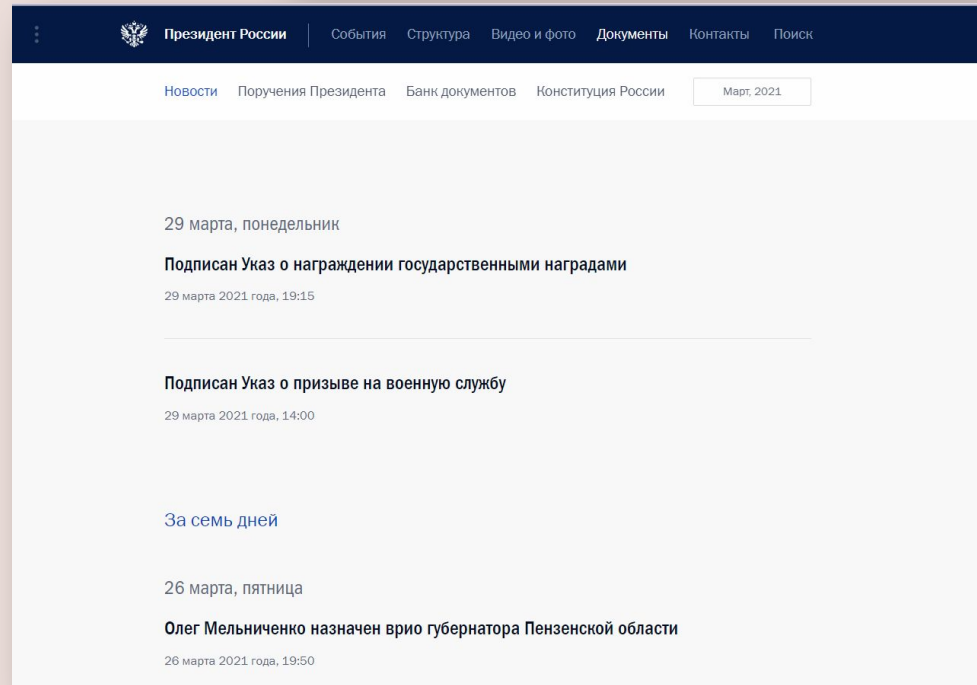 Президент России События Структура Видео и фото Документы Контакты Поиск
Новости Поручения Президента Банк документов Конституция России Март, 2021
29 марта, понедельник
Подписан Указ о награждении государственными наградами
29 марта 2021 года, 19:15
Подписан Указ о призыве на военную службу
29 марта 2021 года, 14:00
За семь дней
26 марта, пятница
Олег Мельниченко назначен врио губернатора Пензенской области
26 марта 2021 года, 19:50